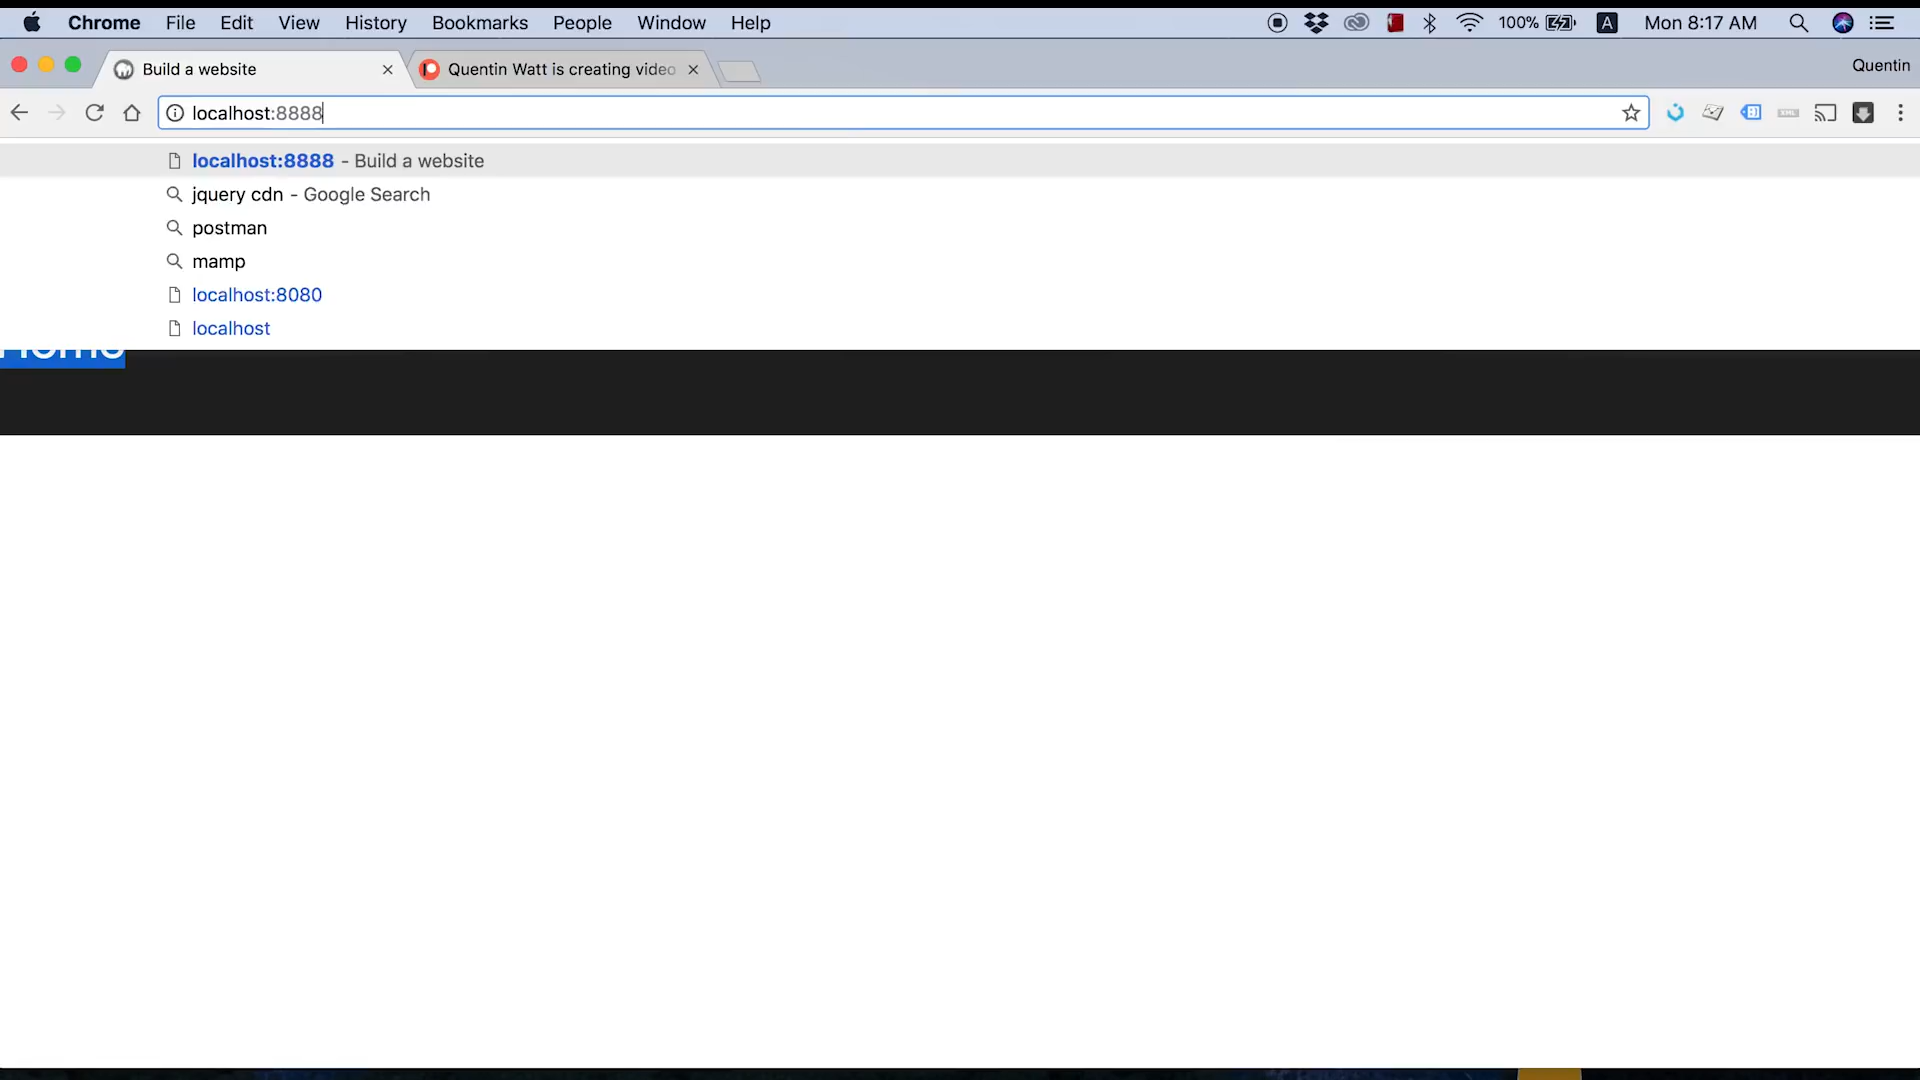 Chrome File Edit View History Bookmarks People Window Help 100% A Mon 8:17 AM
Build a website Quentin Watt is creating video Quentin
localhost:8888
localhost:8888 - Build a website
jquery cdn - Google Search
postman
mamp
localhost:8080
localhost
Home